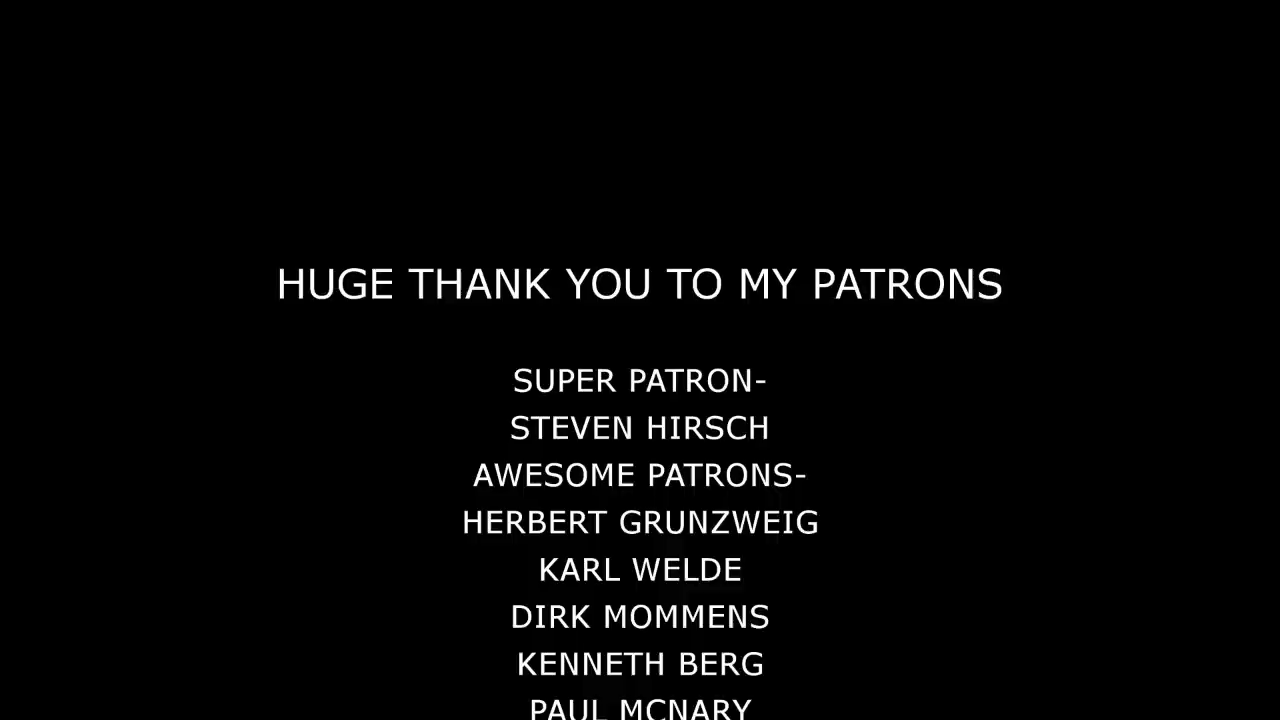 HUGE THANK YOU TO MY PATRONS
SUPER PATRON-
STEVEN HIRSCH
AWESOME PATRONS-
HERBERT GRUNZWEIG
KARL WELDE
DIRK MOMMENS
KENNETH BERG
PAUL MCNARY